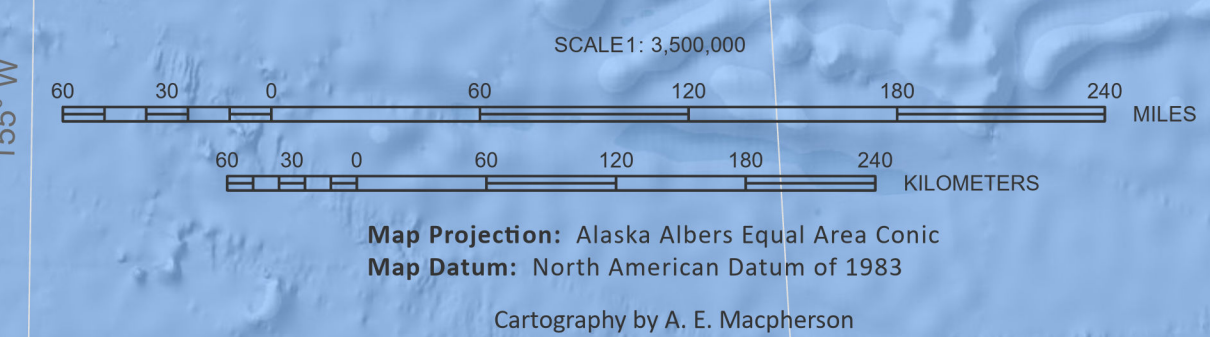 SCALE1: 3,500,000
155° W
60 30 0 60 120 180 240
MILES
60 30 0 60 120 180 240
KILOMETERS
Map Projection: Alaska Albers Equal Area Conic
Map Datum: North American Datum of 1983
Cartography by A. E. Macpherson